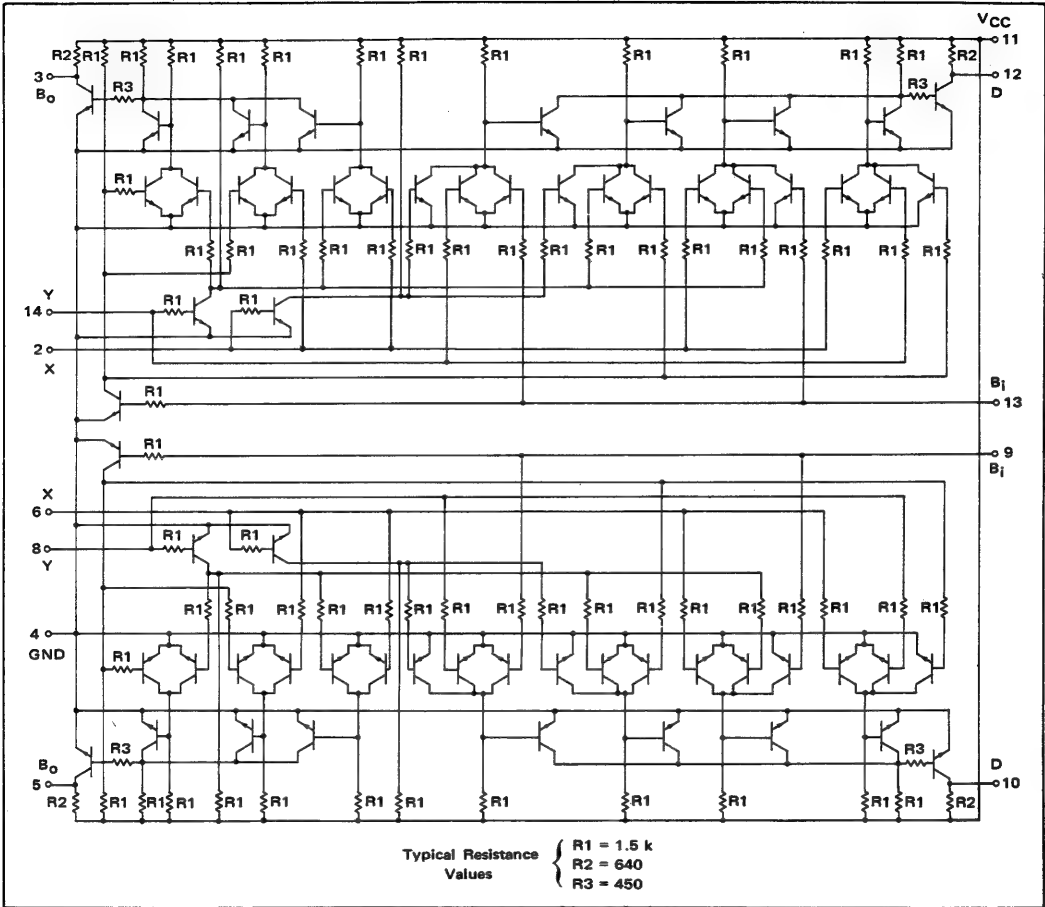 VCC
11
R2 R1 R1 R1 R1 R1 R1 R1 R1 R1 R1 R1 R1 R2
3
Bo
R3 R3
12
D
R1
R1 R1 R1 R1 R1 R1 R1 R1 R1 R1 R1 R1 R1 R1 R1 R1
Y
14
R1 R1
2
X
Bi
R1
13
R1
9
Bi
X
6
R1 R1
8
Y
R1 R1 R1 R1 R1 R1 R1 R1 R1 R1 R1 R1 R1 R1 R1 R1
4
GND
R1
Bo
R3 R3
D
5
10
R2 R1 R1 R1 R1 R1 R1 R1 R1 R1 R1 R1 R1 R2
Typical Resistance
Values
R1 = 1.5 k
R2 = 640
R3 = 450